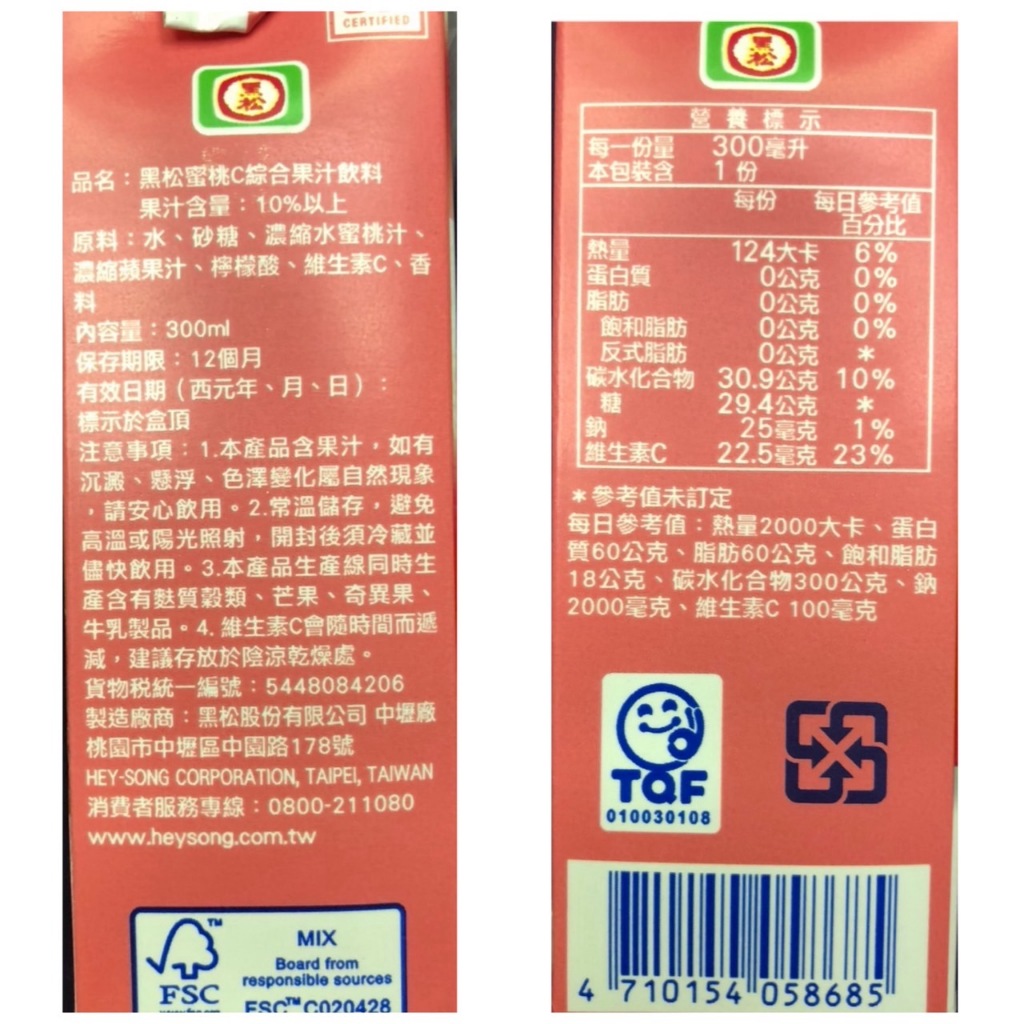 CERTIFIED
黑松
品名：黑松蜜桃C綜合果汁飲料
果汁含量：10%以上
原料：水、砂糖、濃縮水蜜桃汁、
濃縮蘋果汁、檸檬酸、維生素C、香
料
內容量：300ml
保存期限：12個月
有效日期（西元年、月、日）：
標示於盒頂
注意事項：1.本產品含果汁，如有
沉澱、懸浮、色澤變化屬自然現象
，請安心飲用。2.常溫儲存，避免
高溫或陽光照射，開封後須冷藏並
儘快飲用。3.本產品生產線同時生
產含有麩質穀類、芒果、奇異果、
牛乳製品。4. 維生素C會隨時間而遞
減，建議存放於陰涼乾燥處。
貨物稅統一編號：5448084206
製造廠商：黑松股份有限公司 中壢廠
桃園市中壢區中園路178號
HEY-SONG CORPORATION, TAIPEI, TAIWAN
消費者服務專線：0800-211080
www.heysong.com.tw
FSC
MIX
Board from
responsible sources
FSC™ C020428
黑松
營養標示
每一份量 300毫升
本包裝含 1 份
每份 每日參考值
百分比
熱量 124大卡 6%
蛋白質 0公克 0%
脂肪 0公克 0%
飽和脂肪 0公克 0%
反式脂肪 0公克 *
碳水化合物 30.9公克 10%
糖 29.4公克 *
鈉 25毫克 1%
維生素C 22.5毫克 23%
*參考值未訂定
每日參考值：熱量2000大卡、蛋白
質60公克、脂肪60公克、飽和脂肪
18公克、碳水化合物300公克、鈉
2000毫克、維生素C 100毫克
TQF
010030108
4 710154 058685